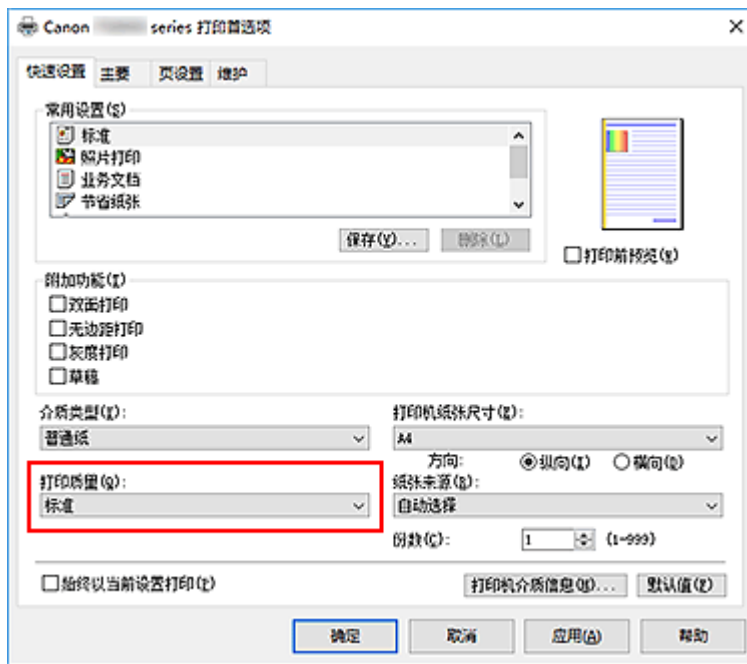 Canon series 打印首选项
快速设置 主要 页设置 维护
常用设置(S)
标准
照片打印
业务文档
节省纸张
保存(V)... 删除(L)
打印前预览(W)
附加功能(I)
双面打印
无边距打印
灰度打印
草稿
介质类型(Y): 打印机纸张尺寸(Z):
普通纸 A4
方向: 纵向(I) 横向(D)
打印质量(Q): 纸张来源(R):
标准 自动选择
份数(C): 1 (1-999)
始终以当前设置打印(P)
打印机介质信息(M)... 默认值(F)
确定 取消 应用(A) 帮助